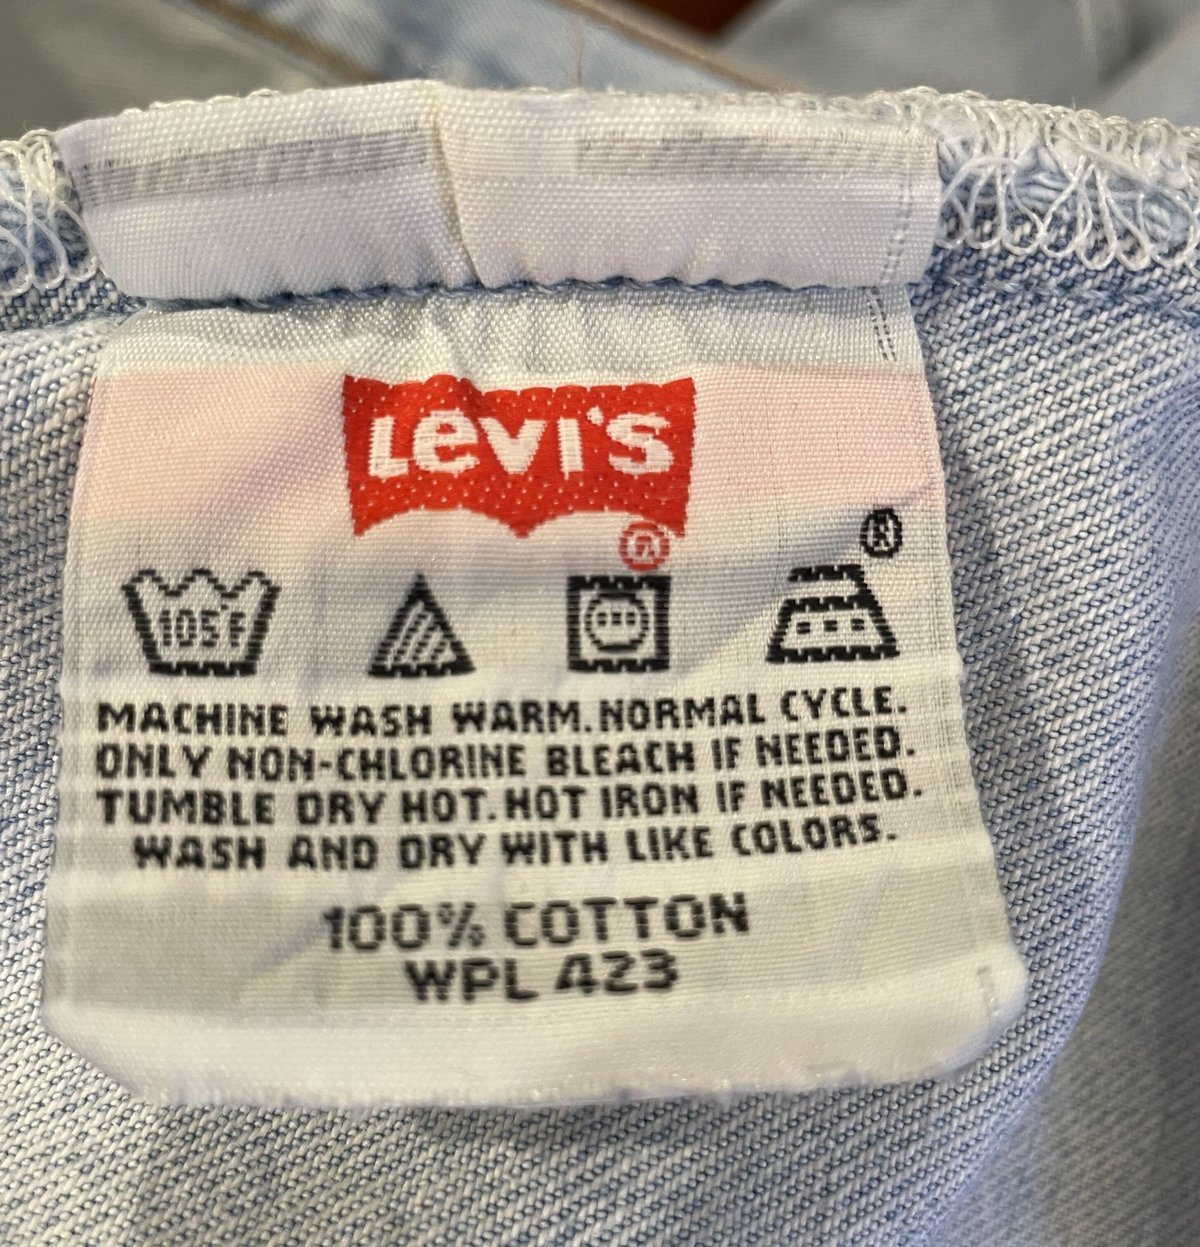 Levi's
®
®
105°F
MACHINE WASH WARM. NORMAL CYCLE.
ONLY NON-CHLORINE BLEACH IF NEEDED.
TUMBLE DRY HOT. HOT IRON IF NEEDED.
WASH AND DRY WITH LIKE COLORS.
100% COTTON
WPL 423